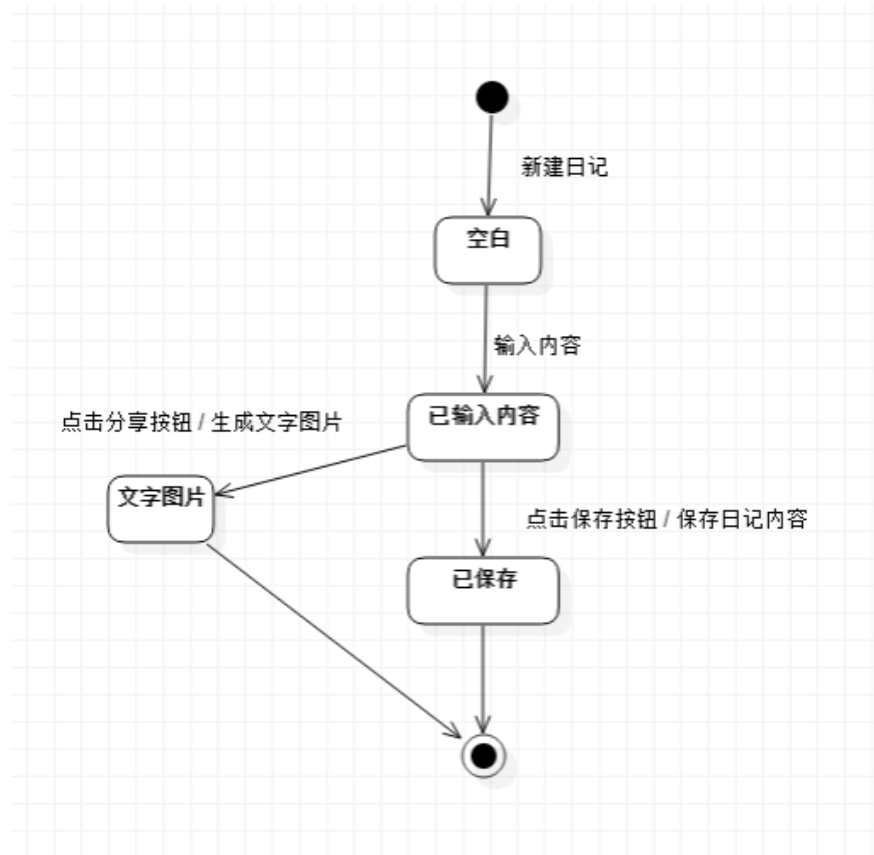 新建日记
空白
输入内容
已输入内容
点击分享按钮 / 生成文字图片
文字图片
点击保存按钮 / 保存日记内容
已保存